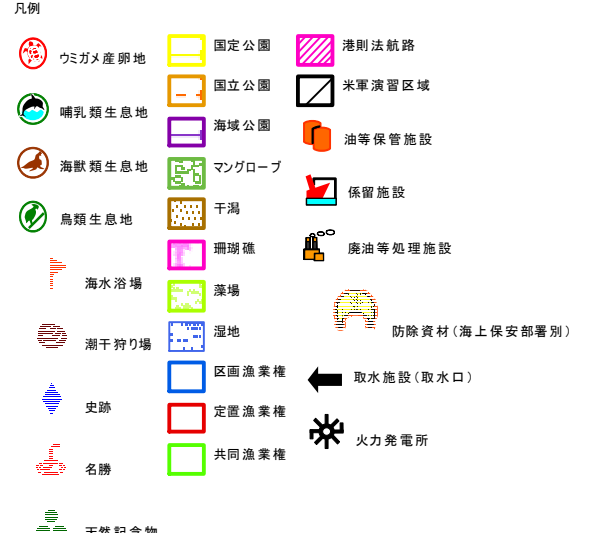 凡例
ウミガメ産卵地
哺乳類生息地
海獣類生息地
鳥類生息地
海水浴場
潮干狩り場
史跡
名勝
天然記念物
国定公園
国立公園
海域公園
マングローブ
干潟
珊瑚礁
藻場
湿地
区画漁業権
定置漁業権
共同漁業権
港則法航路
米軍演習区域
油等保管施設
係留施設
廃油等処理施設
防除資材(海上保安部署別)
取水施設(取水口)
火力発電所